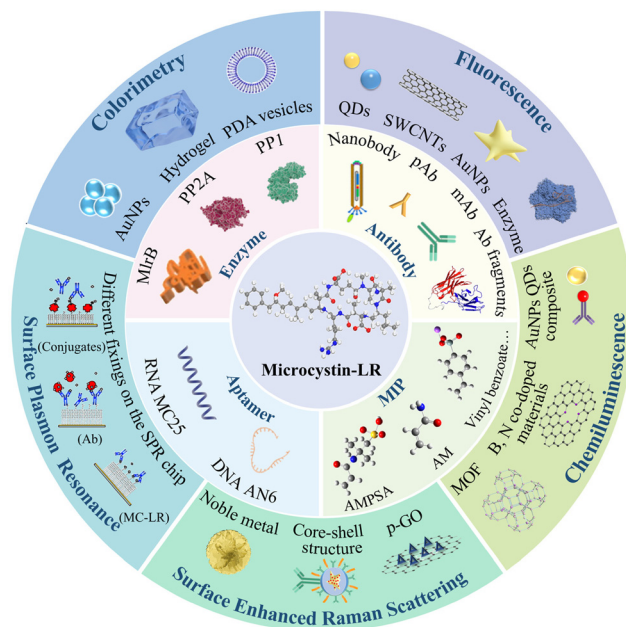 Colorimetry
AuNPs
Hydrogel
PDA vesicles
Fluorescence
QDs
SWCNTs
AuNPs
Enzyme
Chemiluminescence
AuNPs QDs
composite
B, N co-doped
materials
MOF
Surface Enhanced Raman Scattering
Noble metal
Core-shell
structure
p-GO
Surface Plasmon Resonance
Different fixings on the SPR chip
(Conjugates)
(Ab)
(MC-LR)
Enzyme
MlrB
PP2A
PP1
Antibody
Nanobody
pAb
mAb
Ab fragments
MIP
Vinyl benzoate...
AM
AMPSA
Aptamer
RNA MC25
DNA AN6
Microcystin-LR